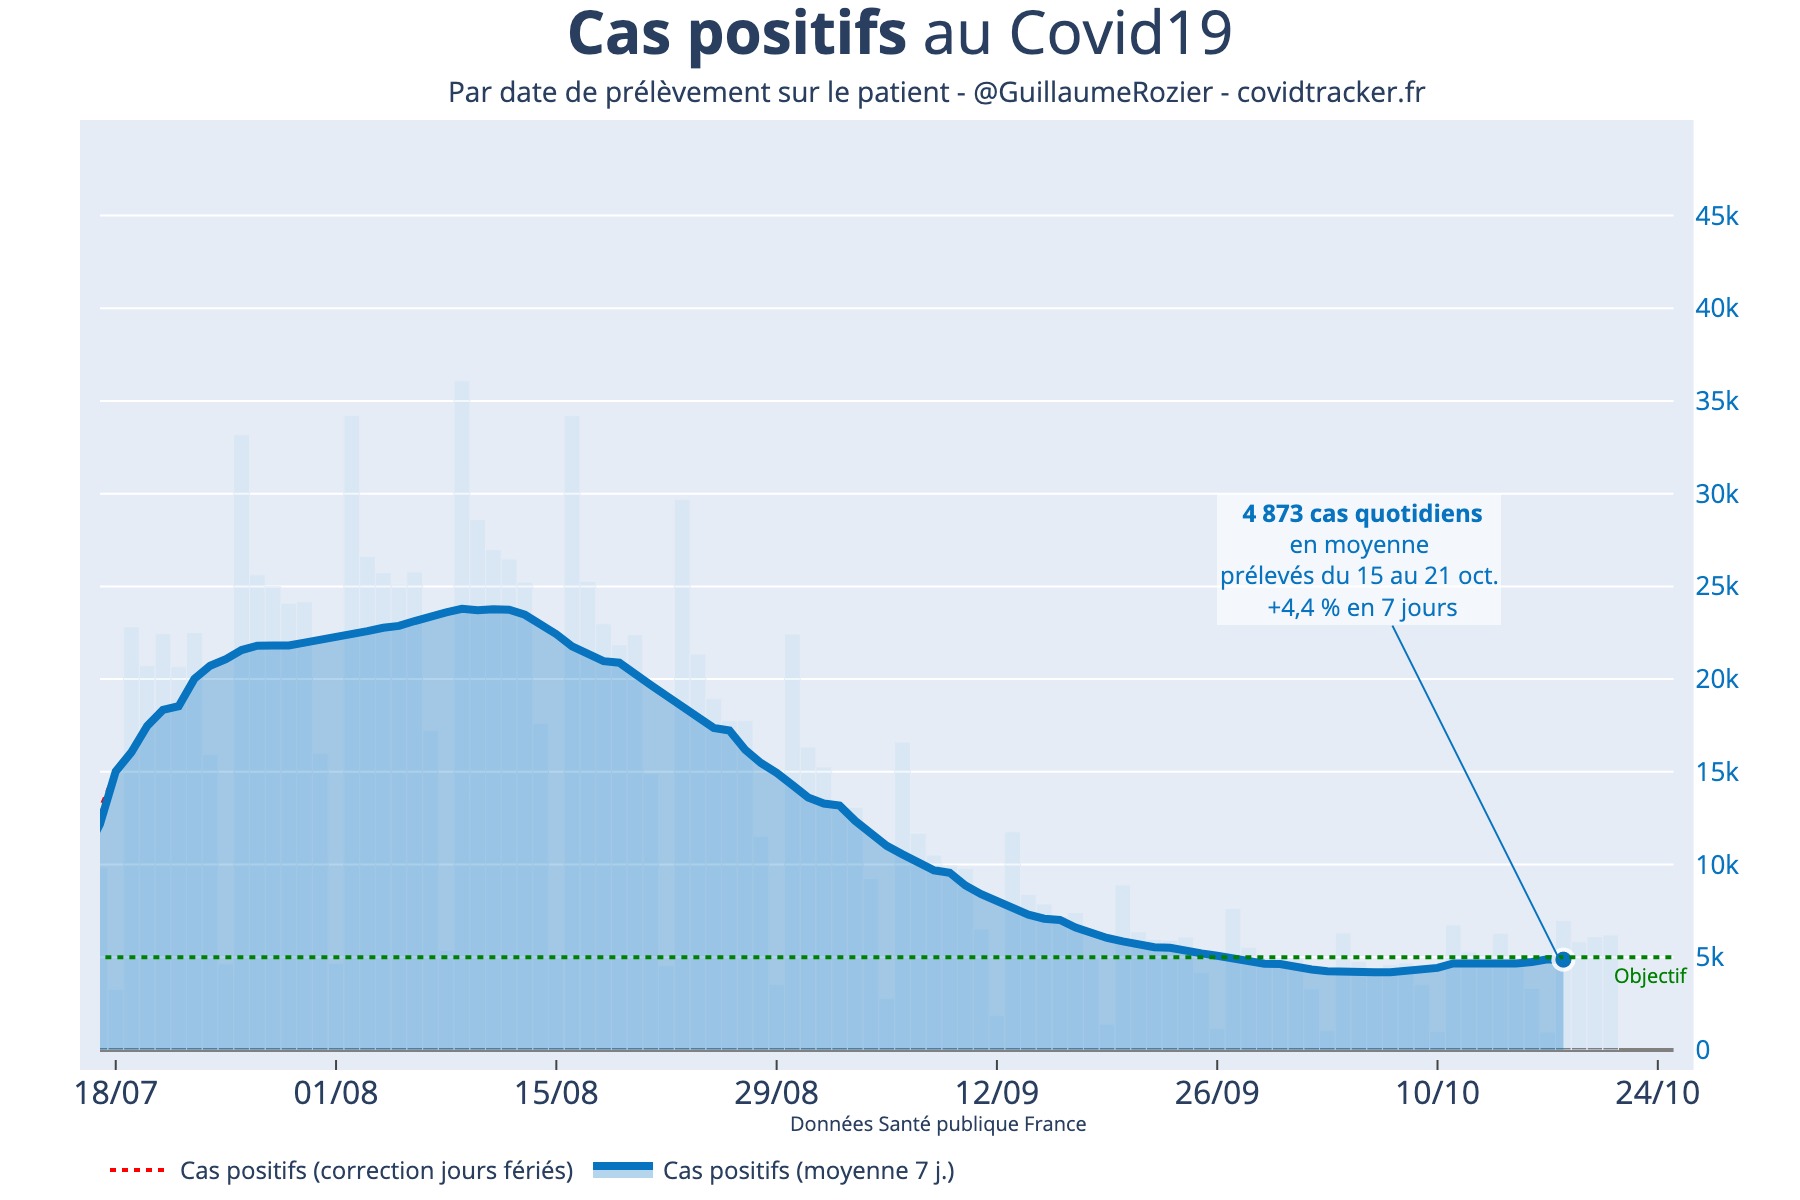 Cas positifs au Covid19
Par date de prélèvement sur le patient - @GuillaumeRozier - covidtracker.fr
45k
40k
35k
30k
4 873 cas quotidiens
en moyenne
prélevés du 15 au 21 oct.
+4,4 % en 7 jours
25k
20k
15k
10k
5k
Objectif
0
18/07 01/08 15/08 29/08 12/09 26/09 10/10 24/10
Données Santé publique France
Cas positifs (correction jours fériés) Cas positifs (moyenne 7 j.)